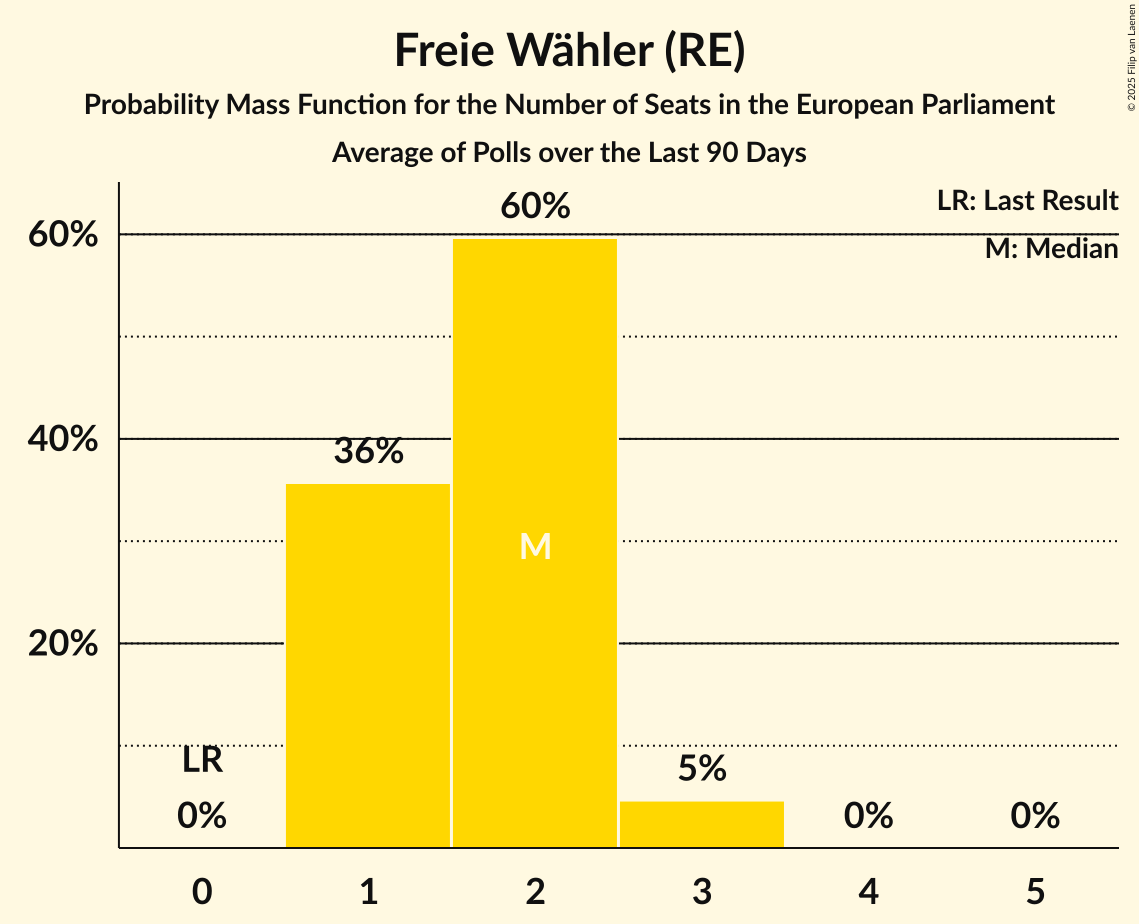 Freie Wähler (RE)
Probability Mass Function for the Number of Seats in the European Parliament
Average of Polls over the Last 90 Days
© 2025 Filip van Laenen
LR: Last Result
M: Median
60%
40%
20%
60%
36%
M
LR
0%
5%
0%
0%
0 1 2 3 4 5